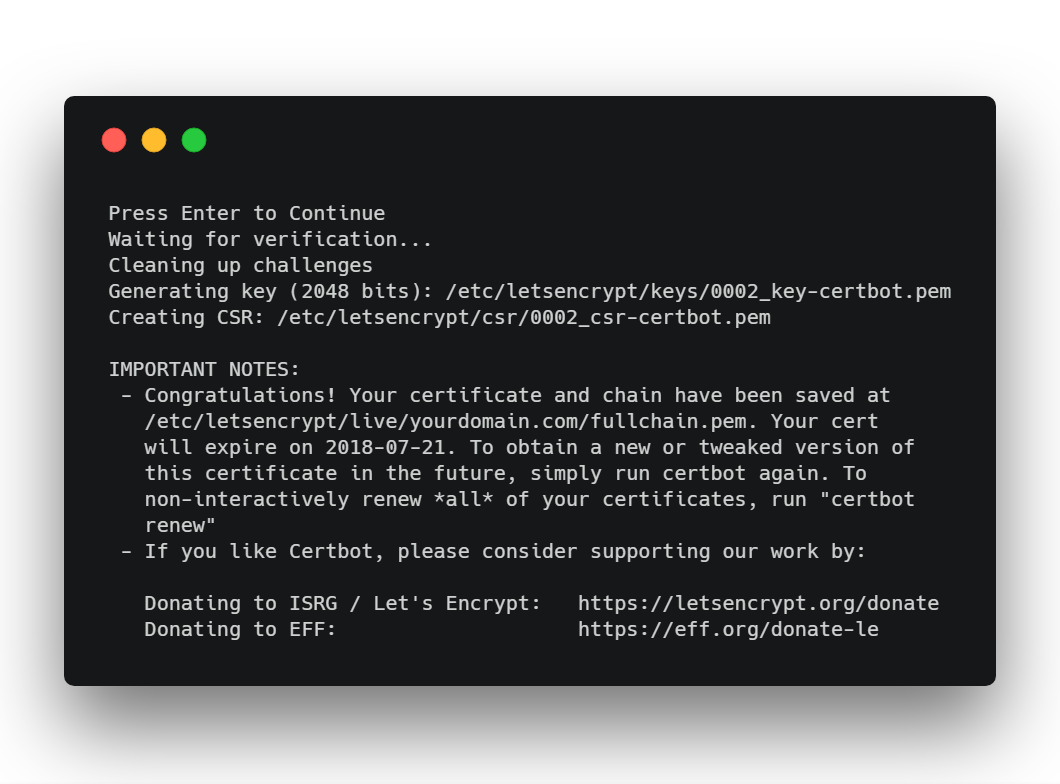 Press Enter to Continue
Waiting for verification...
Cleaning up challenges
Generating key (2048 bits): /etc/letsencrypt/keys/0002_key-certbot.pem
Creating CSR: /etc/letsencrypt/csr/0002_csr-certbot.pem

IMPORTANT NOTES:
 - Congratulations! Your certificate and chain have been saved at
   /etc/letsencrypt/live/yourdomain.com/fullchain.pem. Your cert
   will expire on 2018-07-21. To obtain a new or tweaked version of
   this certificate in the future, simply run certbot again. To
   non-interactively renew *all* of your certificates, run "certbot
   renew"
 - If you like Certbot, please consider supporting our work by:

   Donating to ISRG / Let's Encrypt:   https://letsencrypt.org/donate
   Donating to EFF:                    https://eff.org/donate-le